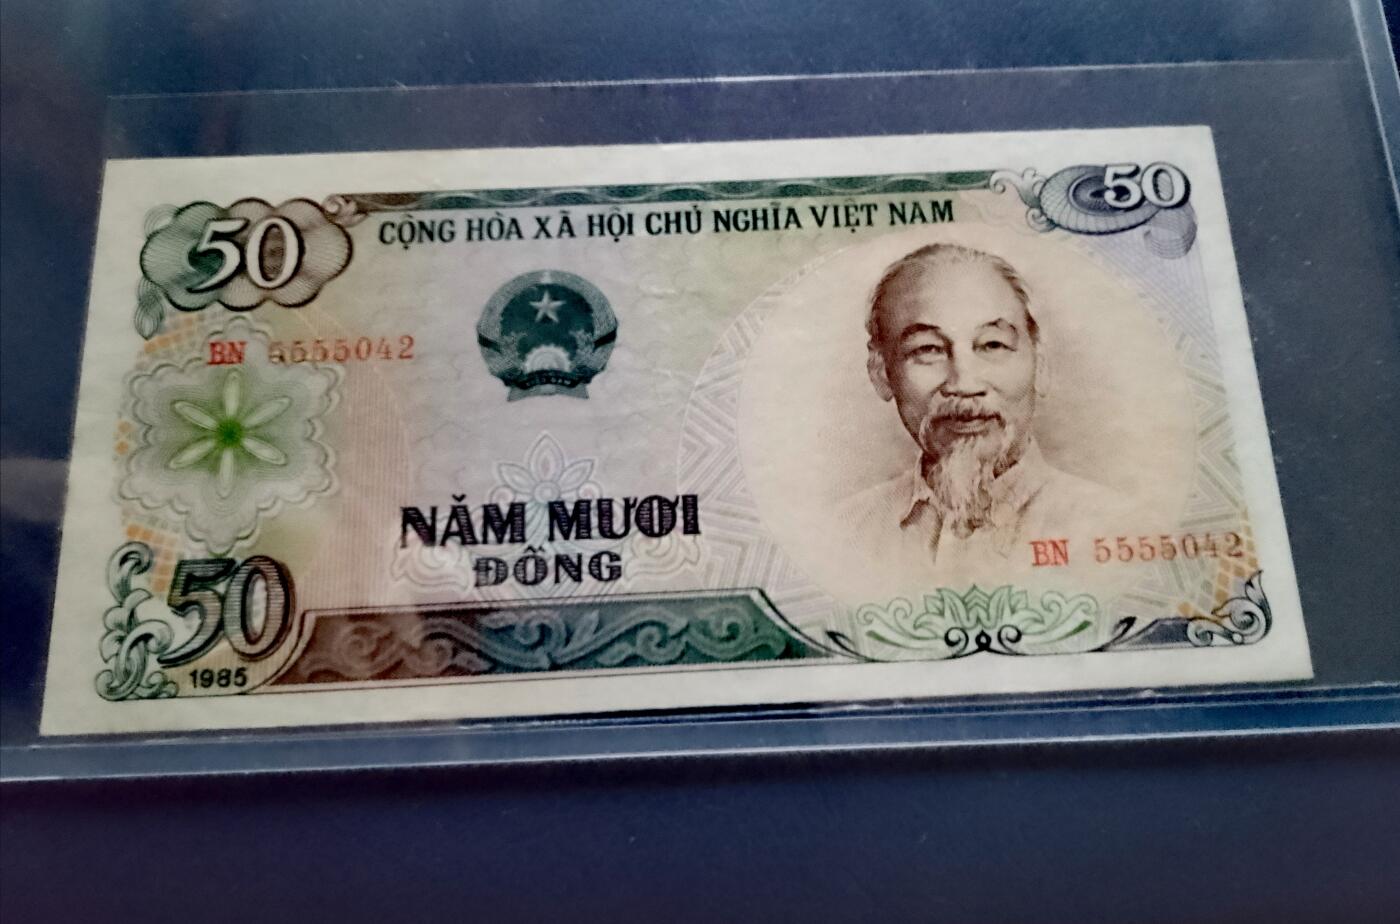 50
50
CỘNG HÒA XÃ HỘI CHỦ NGHĨA VIỆT NAM
BN 5555042
NĂM MƯƠI
ĐỒNG
BN 5555042
50
1985